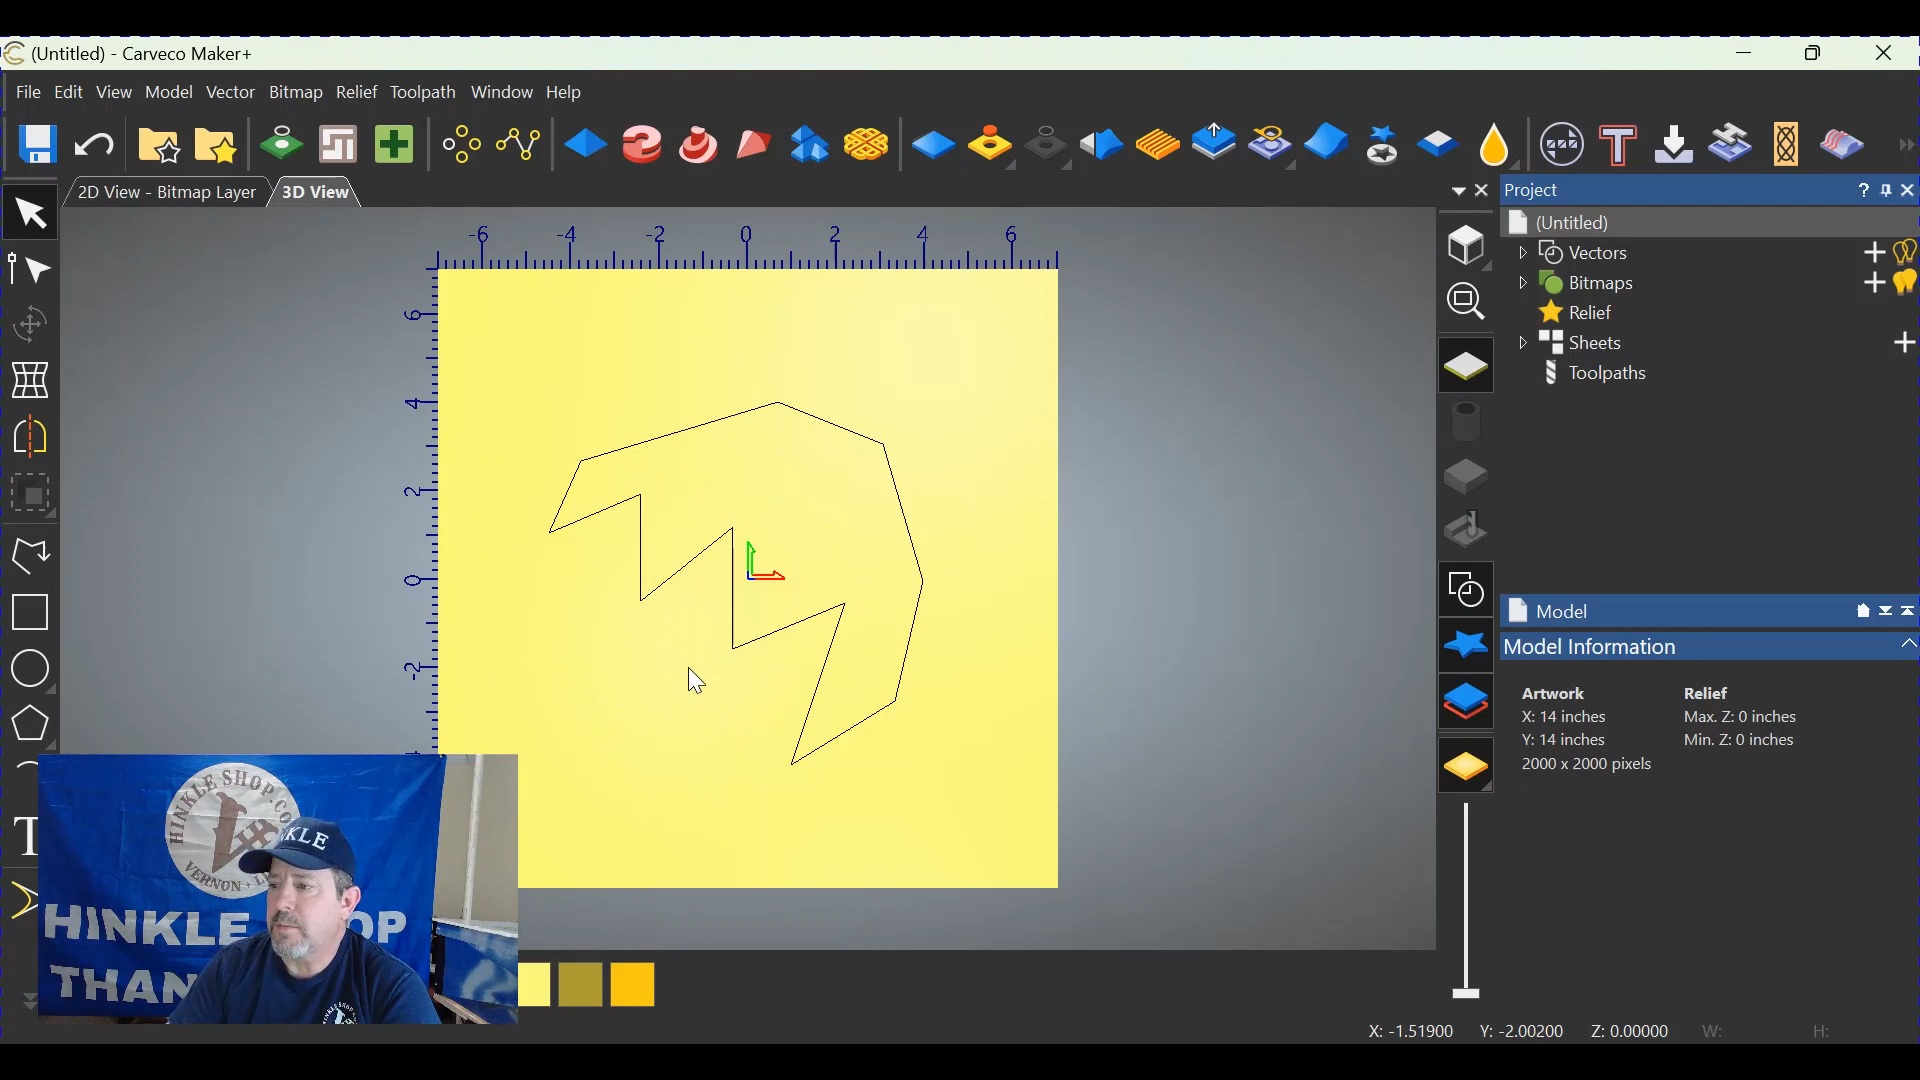 (Untitled) - Carveco Maker+
File Edit View Model Vector Bitmap Relief Toolpath Window Help
2D View - Bitmap Layer
3D View
Project
(Untitled)
Vectors
Bitmaps
Relief
Sheets
Toolpaths
-6 -4 -2 0 2 4 6
6
4
2
0
-2
Model
Model Information
Artwork
X: 14 inches
Y: 14 inches
2000 x 2000 pixels
Relief
Max. Z: 0 inches
Min. Z: 0 inches
HINKLE SHOP.CO
VERNON
HINKLE OP
THAN
X: -1.51900 Y: -2.00200 Z: 0.00000 W: H: